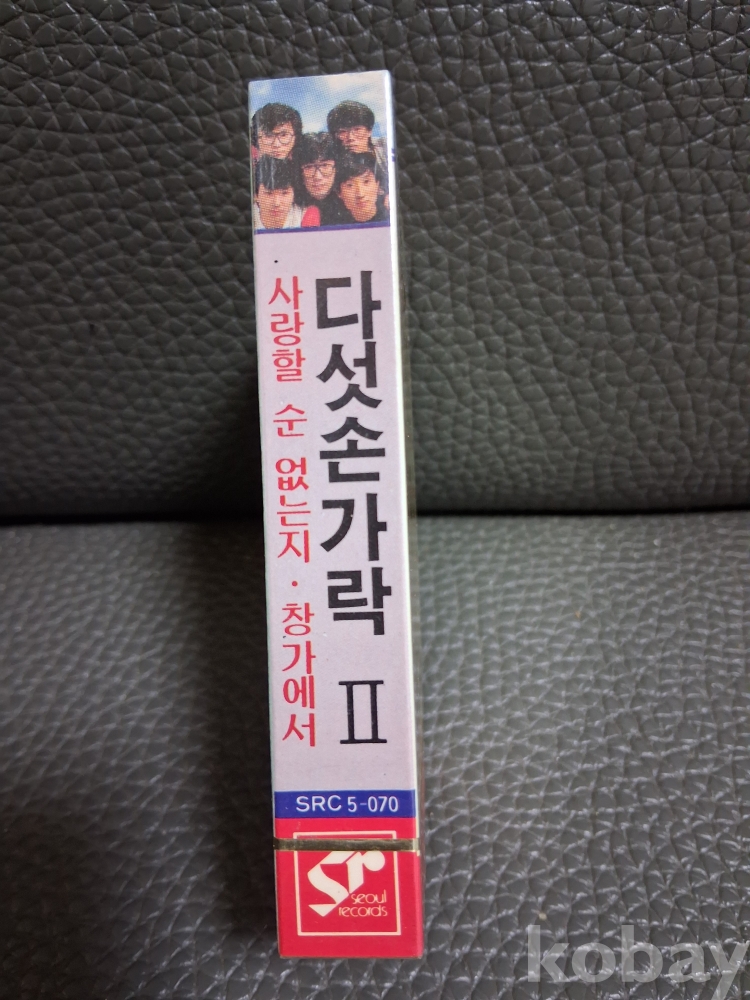 다섯손가락 II
사랑할 순 없는지 · 창가에서
SRC 5-070
Sr
seoul
records
kobay